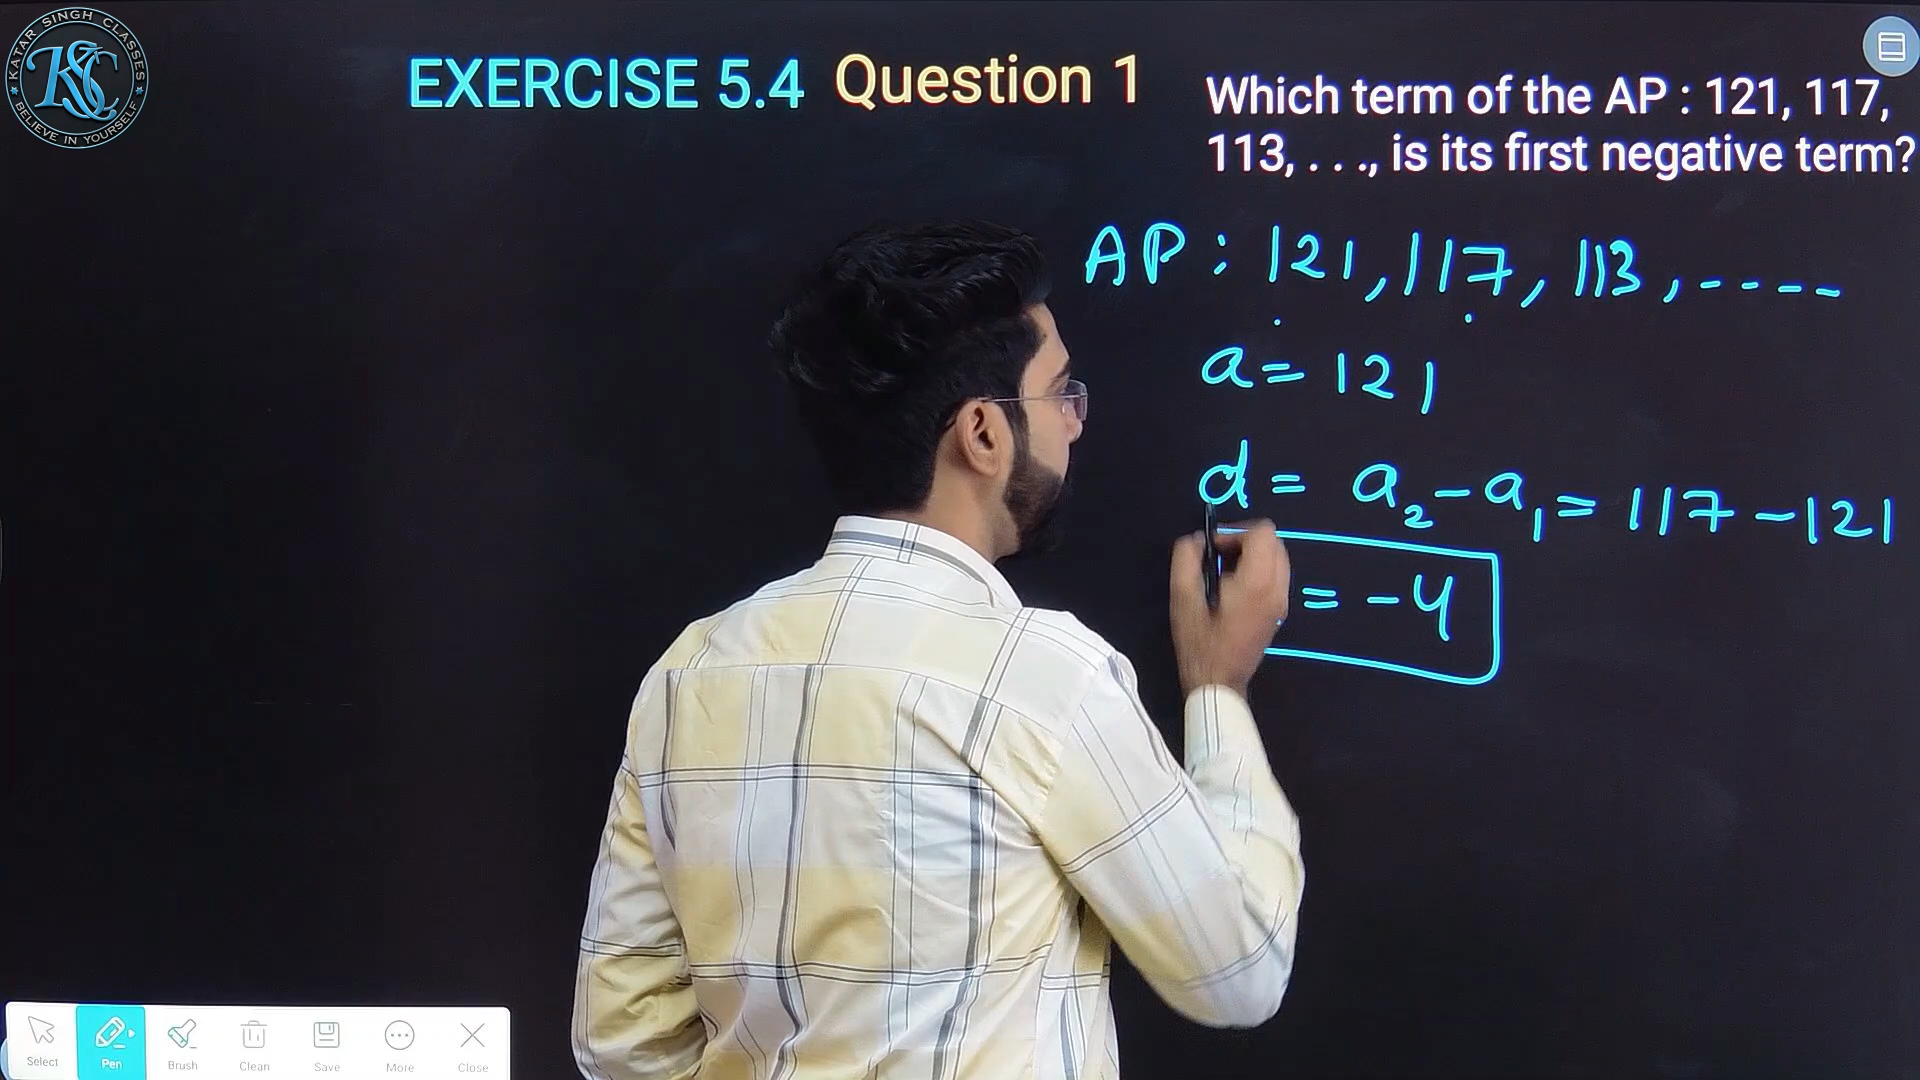 KATAR SINGH CLASSES
KSC
BELIEVE IN YOURSELF
EXERCISE 5.4 Question 1
Which term of the AP : 121, 117,
113, . . ., is its first negative term?
AP : 121, 117, 113, ----
a = 121
d = a₂ - a₁ = 117 - 121
= -4
Select
Pen
Brush
Clean
Save
More
Close